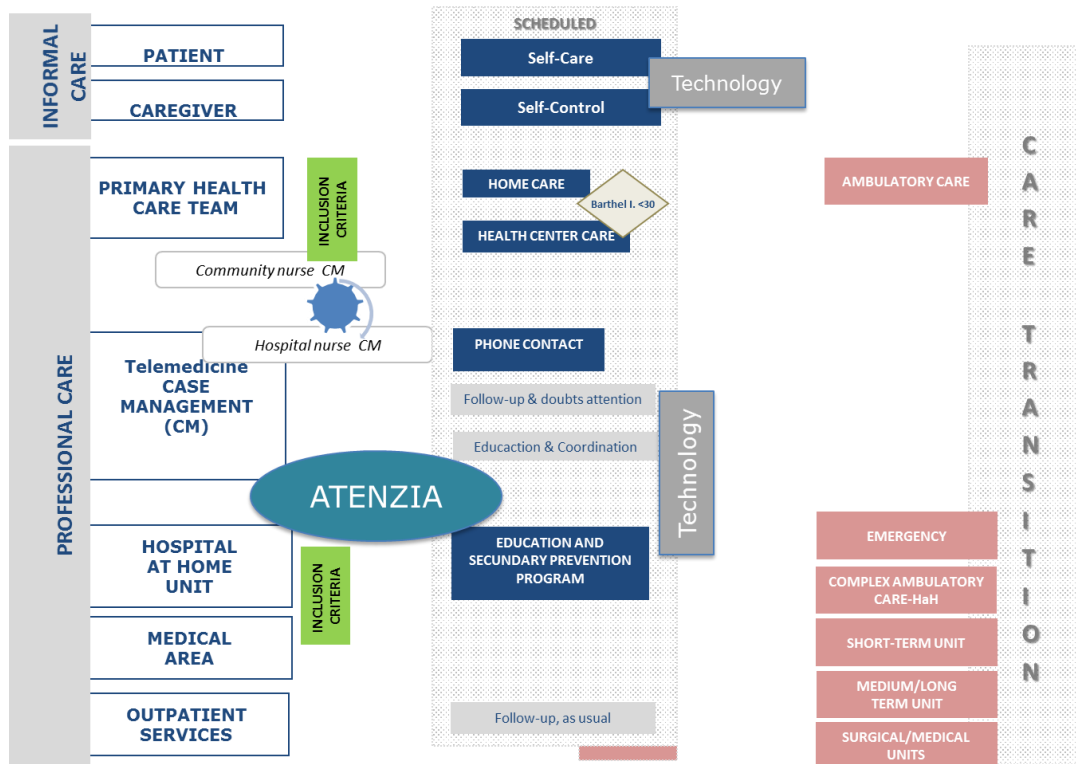 INFORMAL
CARE
PATIENT
CAREGIVER
SCHEDULED
Self-Care
Self-Control
Technology
PROFESSIONAL CARE
PRIMARY HEALTH
CARE TEAM
INCLUSION
CRITERIA
HOME CARE
Barthel I. <30
HEALTH CENTER CARE
AMBULATORY CARE
Community nurse CM
Hospital nurse CM
Telemedicine
CASE
MANAGEMENT
(CM)
PHONE CONTACT
Follow-up & doubts attention
Educaction & Coordination
Technology
ATENZIA
HOSPITAL
AT HOME
UNIT
INCLUSION
CRITERIA
EDUCATION AND
SECONDARY PREVENTION
PROGRAM
MEDICAL
AREA
OUTPATIENT
SERVICES
Follow-up, as usual
EMERGENCY
COMPLEX AMBULATORY
CARE-HaH
SHORT-TERM UNIT
MEDIUM/LONG
TERM UNIT
SURGICAL/MEDICAL
UNITS
CARE TRANSITION